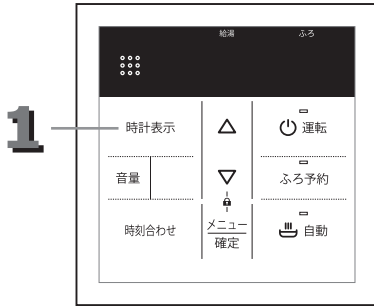 給湯 ふろ
1 時計表示 運転
音量 ふろ予約
時刻合わせ メニュー 確定 自動